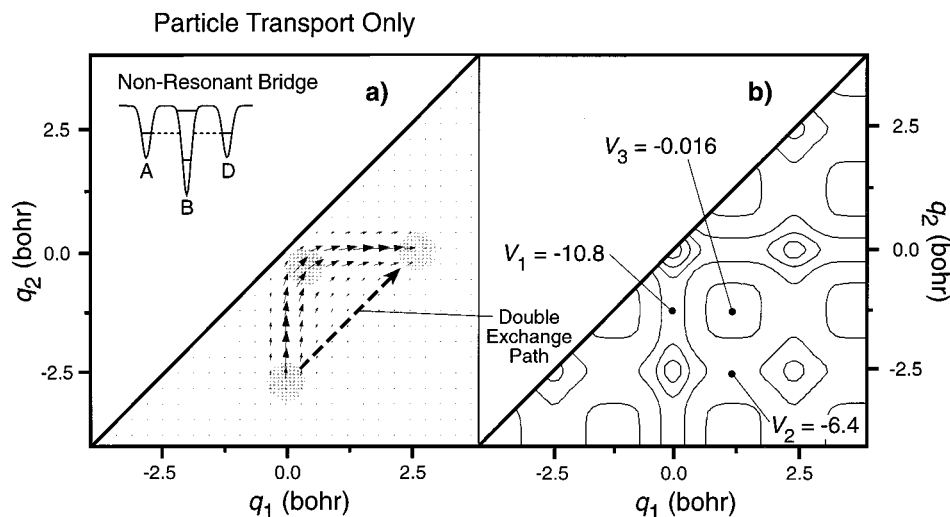 Particle Transport Only
Non-Resonant Bridge
a)
A
B
D
2.5
0.0
-2.5
q2 (bohr)
-2.5
0.0
2.5
q1 (bohr)
Double
Exchange
Path
b)
V3 = -0.016
V1 = -10.8
V2 = -6.4
2.5
0.0
-2.5
q2 (bohr)
-2.5
0.0
2.5
q1 (bohr)